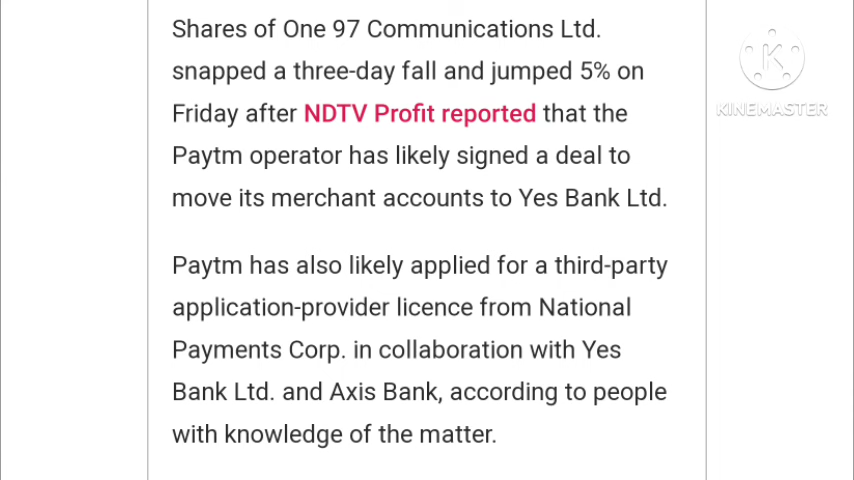 Shares of One 97 Communications Ltd.
snapped a three-day fall and jumped 5% on
Friday after NDTV Profit reported that the
Paytm operator has likely signed a deal to
move its merchant accounts to Yes Bank Ltd.
Paytm has also likely applied for a third-party
application-provider licence from National
Payments Corp. in collaboration with Yes
Bank Ltd. and Axis Bank, according to people
with knowledge of the matter.
K
KINEMASTER